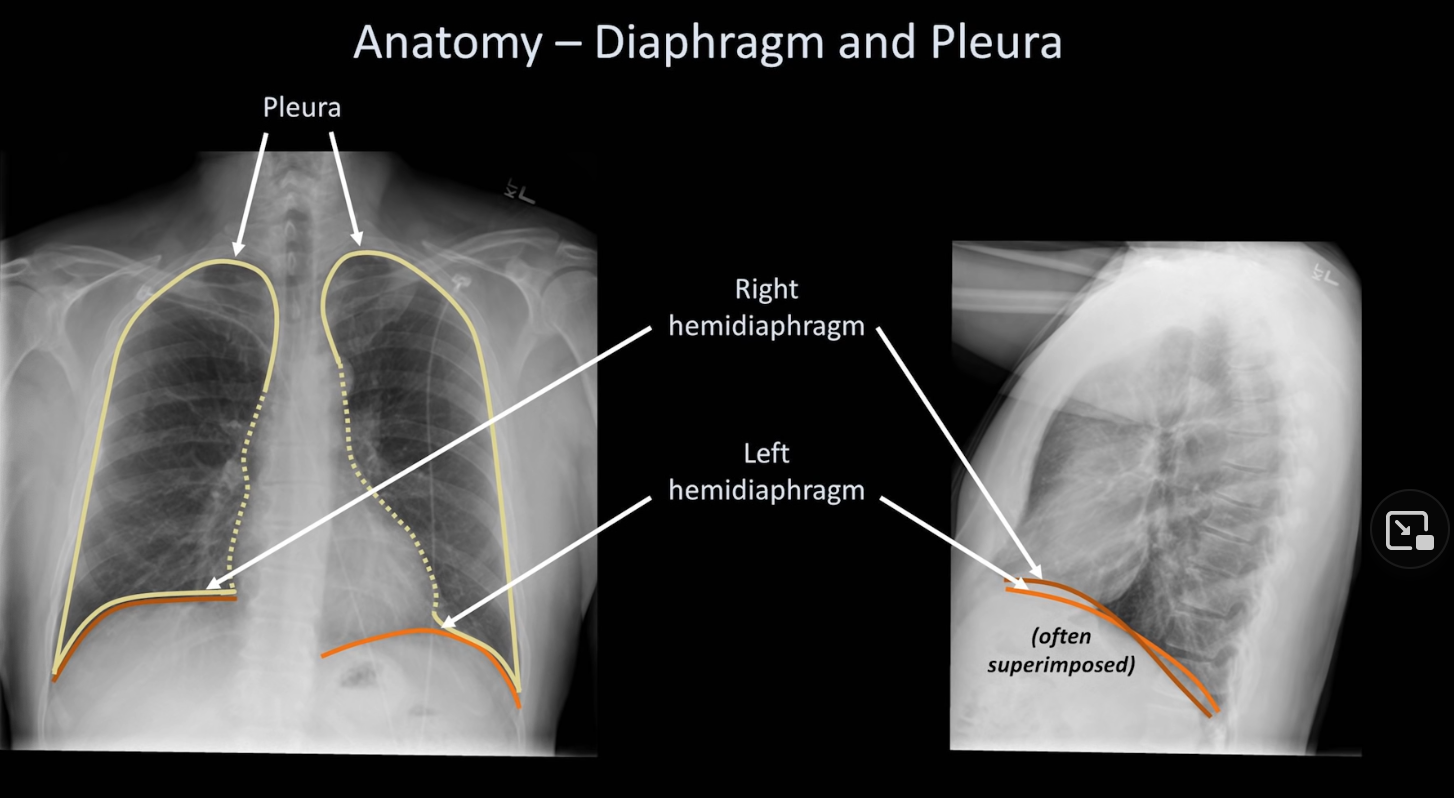 Anatomy – Diaphragm and Pleura
Pleura
Right
hemidiaphragm
Left
hemidiaphragm
(often
superimposed)
L
L